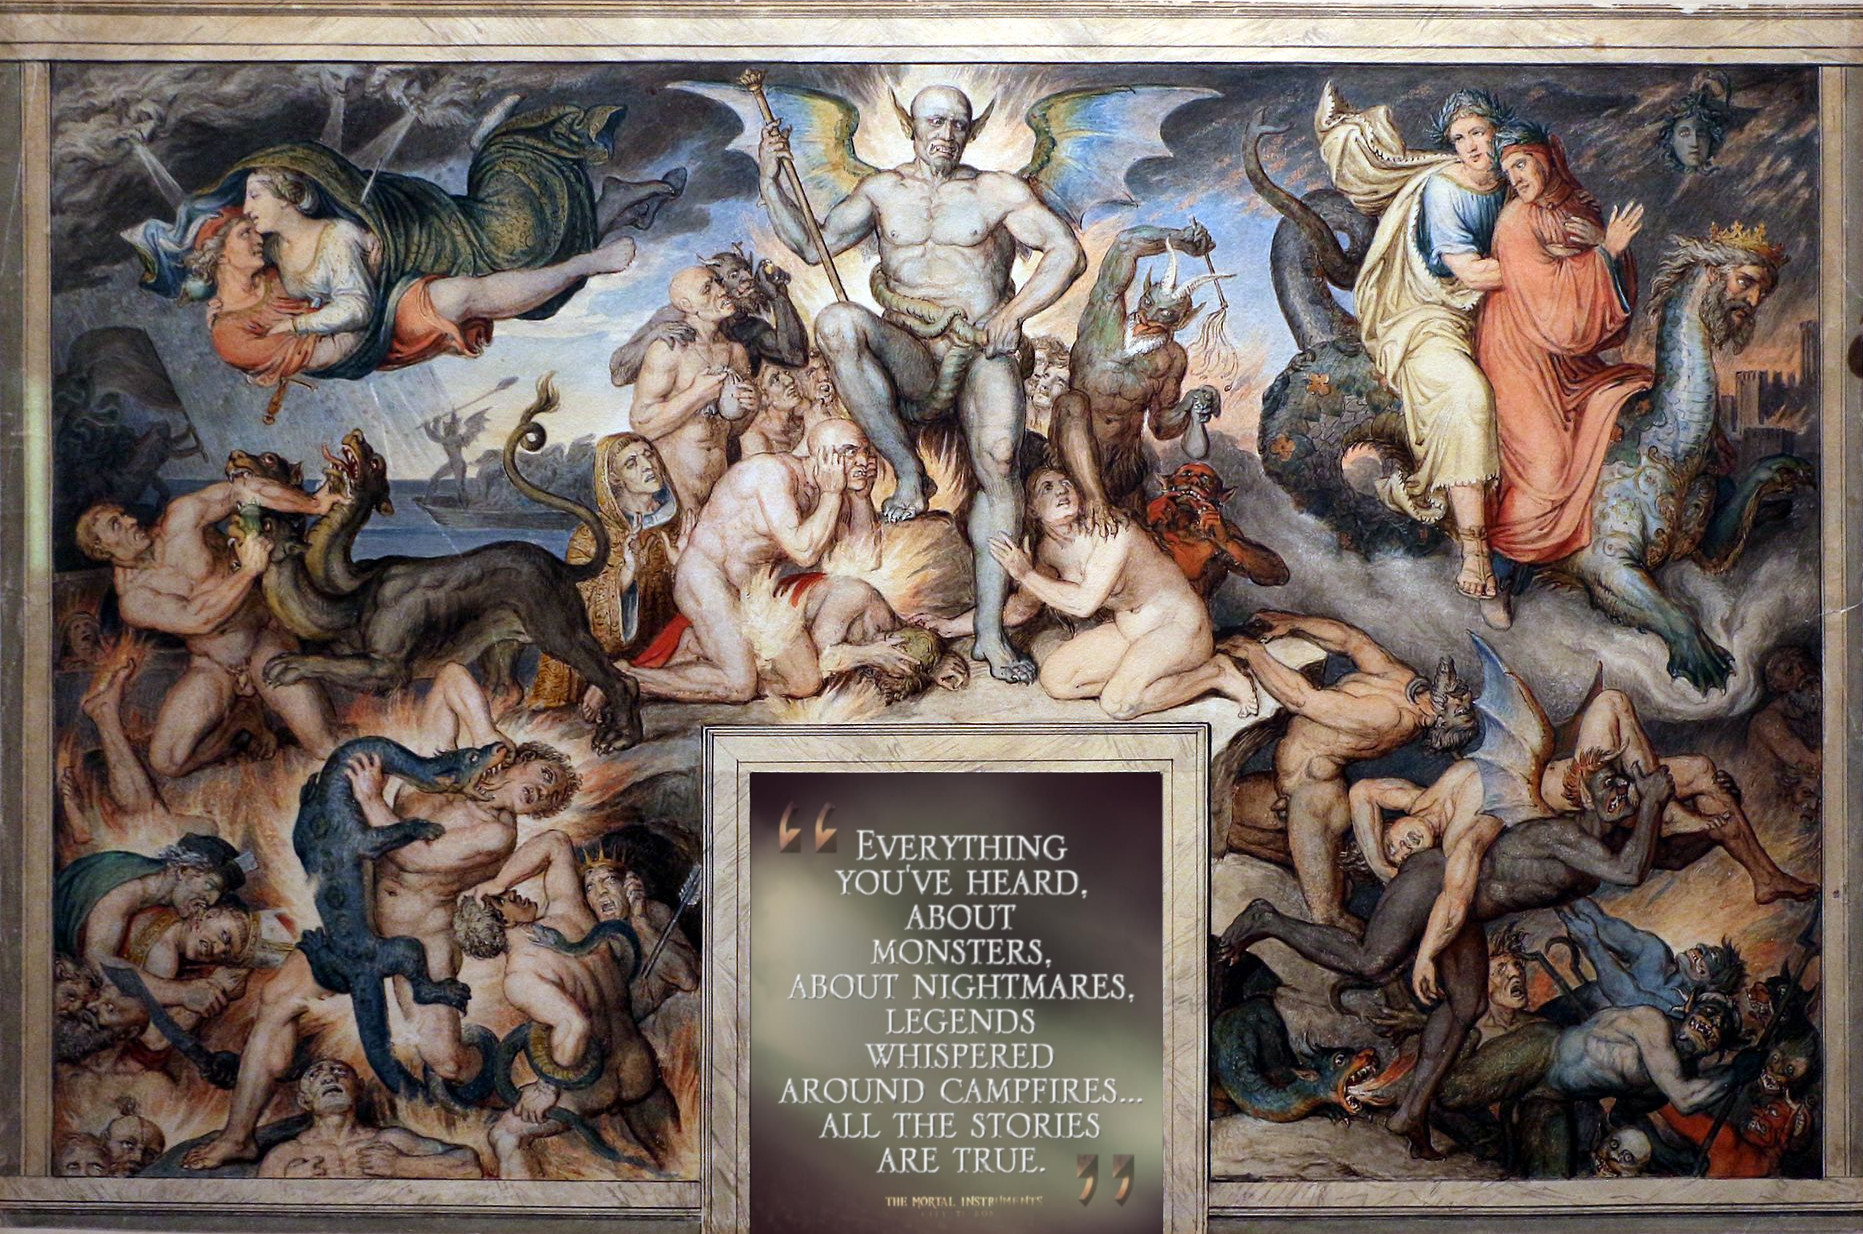 “ EVERYTHING
YOU'VE HEARD,
ABOUT
MONSTERS,
ABOUT NIGHTMARES,
LEGENDS
WHISPERED
AROUND CAMPFIRES...
ALL THE STORIES
ARE TRUE. ”
THE MORTAL INSTRUMENTS